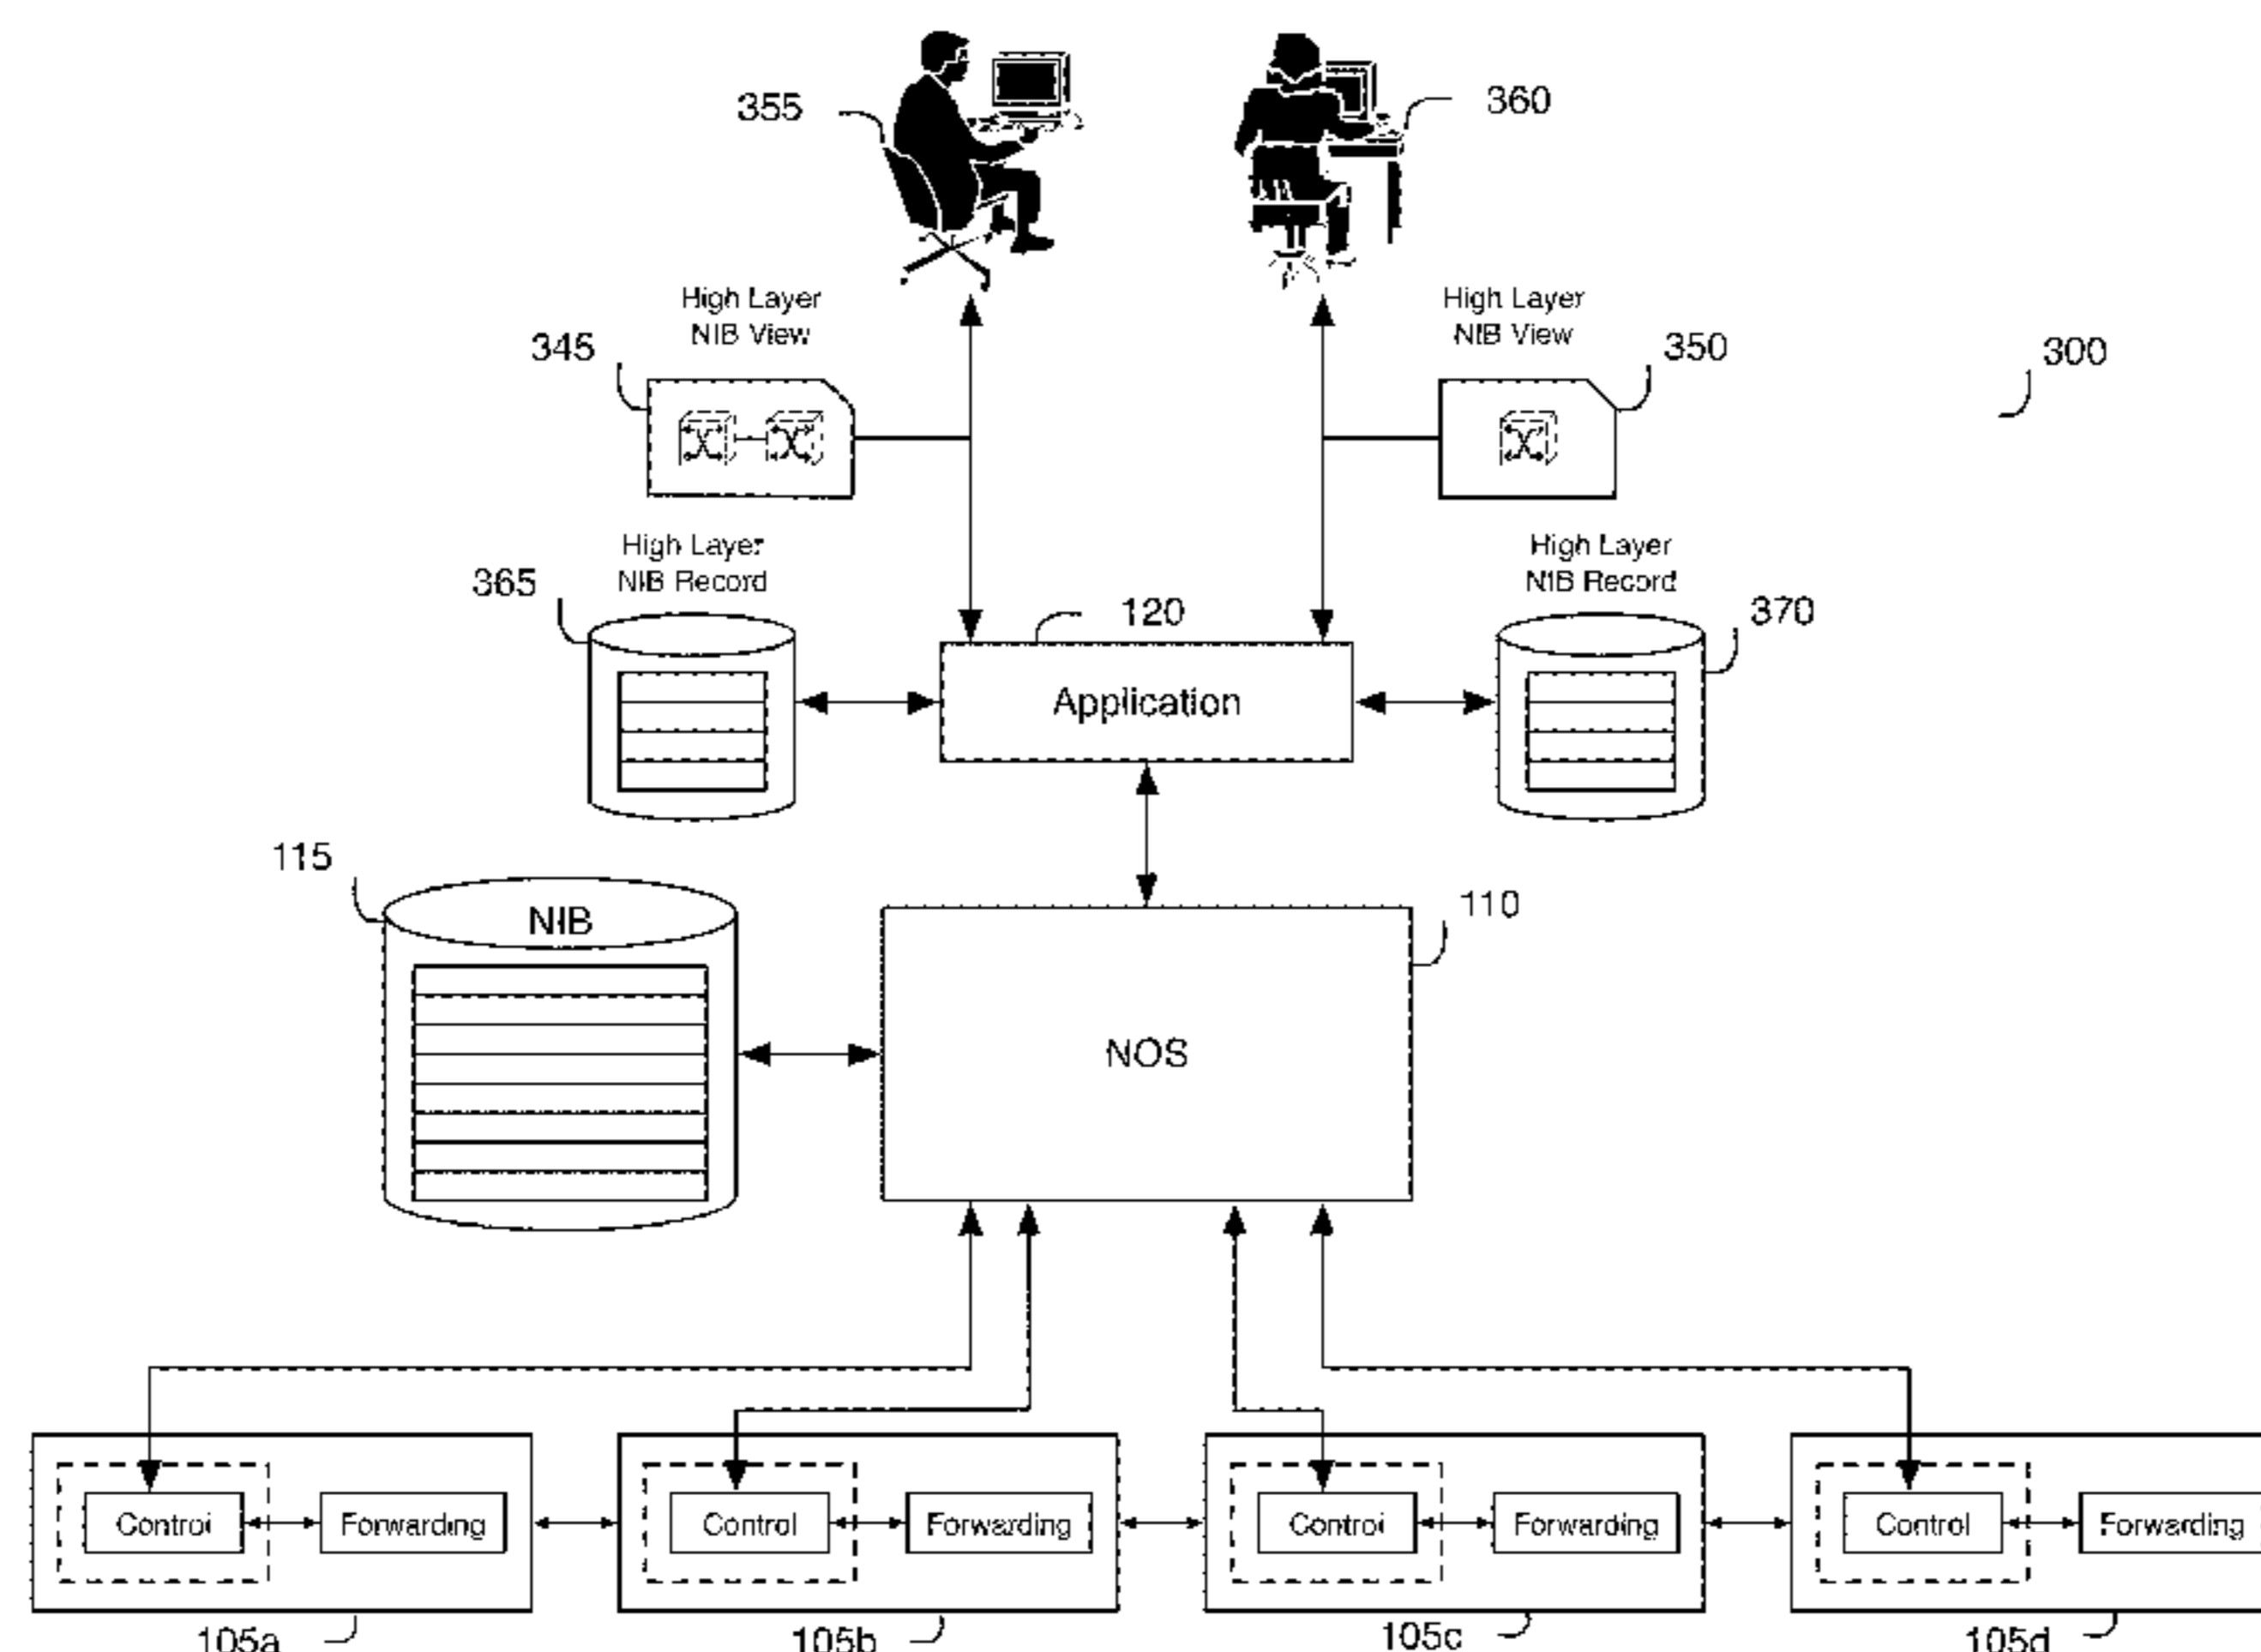 355
360
High Layer
NIB View
High Layer
NIB View
345
350
300
High Layer
NIB Record
High Layer
NIB Record
365
120
370
Application
115
NIB
110
NOS
Control
Forwarding
Control
Forwarding
Control
Forwarding
Control
Forwarding
105a
105b
105c
105d